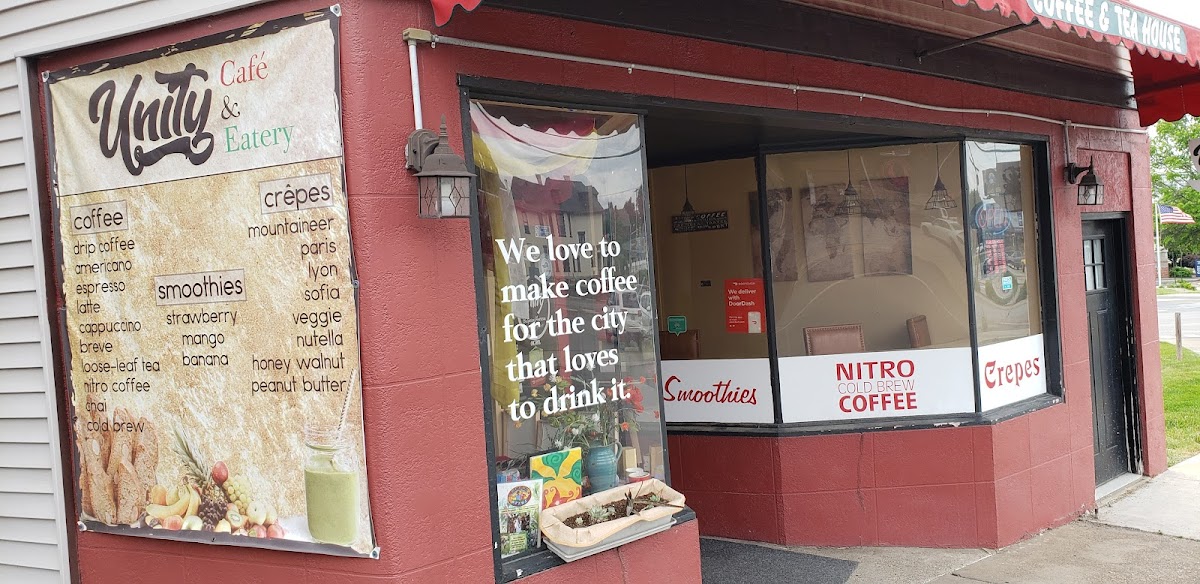 COFFEE & TEA HOUSE
Unity
Café
&
Eatery
coffee
drip coffee
americano
espresso
latte
cappuccino
breve
loose-leaf tea
nitro coffee
chai
cold brew
smoothies
strawberry
mango
banana
crêpes
mountaineer
paris
lyon
sofia
veggie
nutella
honey walnut
peanut butter
We love to
make coffee
for the city
that loves
to drink it.
COFFEE
We deliver
with
DoorDash
Smoothies
NITRO
COLD BREW
COFFEE
Crepes